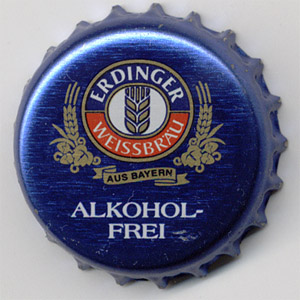 ERDINGER
WEISSBRÄU
AUS BAYERN
ALKOHOL-
FREI